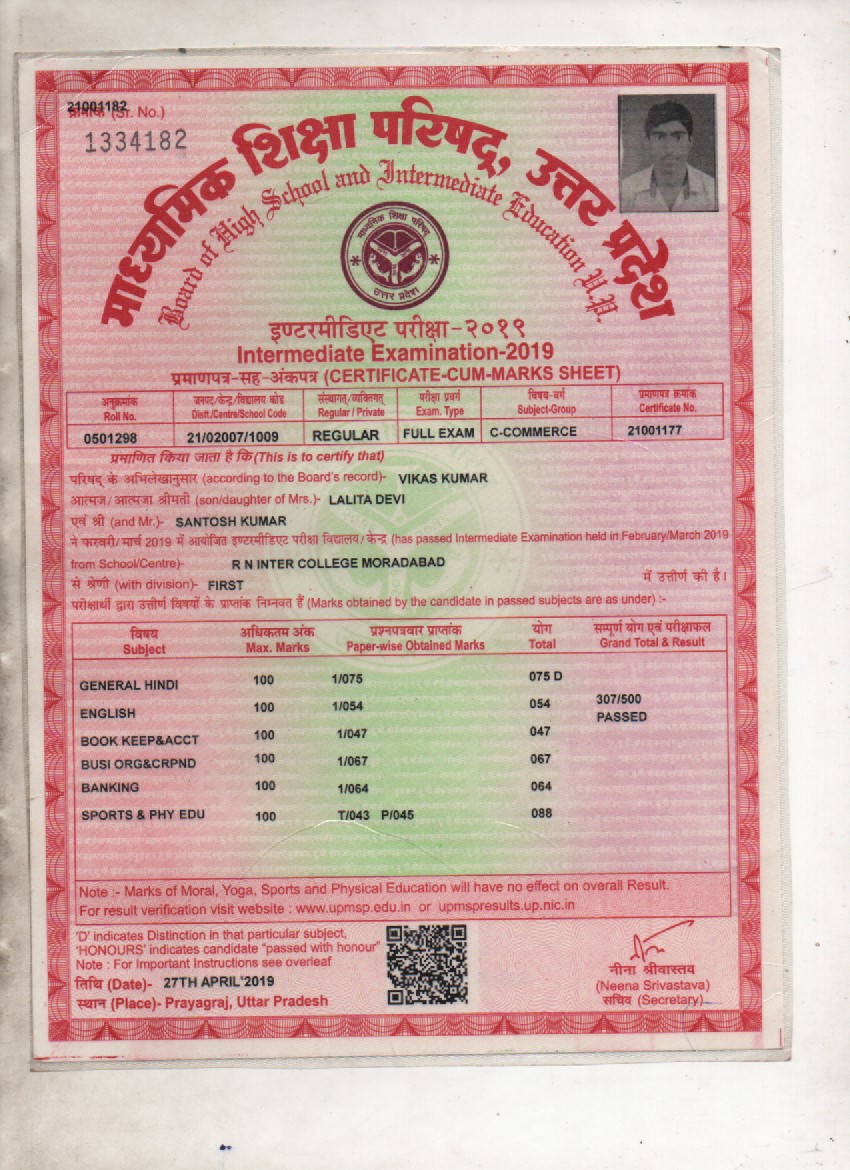 21001182
क्रमांक (Sr. No.)
1334182
माध्यमिक शिक्षा परिषद्, उत्तर प्रदेश
Board of High School and Intermediate Education U.P.
माध्यमिक शिक्षा परिषद्
उत्तर प्रदेश
इण्टरमीडिएट परीक्षा-२०१९
Intermediate Examination-2019
प्रमाणपत्र-सह-अंकपत्र (CERTIFICATE-CUM-MARKS SHEET)
अनुक्रमांक जनपद/केन्द्र/विद्यालय कोड संस्थागत/व्यक्तिगत परीक्षा प्रवर्ग विषय-वर्ग प्रमाणपत्र क्रमांक
Roll No. Distt./Centre/School Code Regular / Private Exam. Type Subject-Group Certificate No.
0501298 21/02007/1009 REGULAR FULL EXAM C-COMMERCE 21001177
प्रमाणित किया जाता है कि (This is to certify that)
परिषद् के अभिलेखानुसार (according to the Board's record)- VIKAS KUMAR
आत्मज/आत्मजा श्रीमती (son/daughter of Mrs.)- LALITA DEVI
एवं श्री (and Mr.)- SANTOSH KUMAR
ने फरवरी/मार्च 2019 में आयोजित इण्टरमीडिएट परीक्षा विद्यालय/केन्द्र (has passed Intermediate Examination held in February/March 2019
from School/Centre)- R N INTER COLLEGE MORADABAD
से श्रेणी (with division)- FIRST में उत्तीर्ण की है।
परीक्षार्थी द्वारा उत्तीर्ण विषयों के प्राप्तांक निम्नवत हैं (Marks obtained by the candidate in passed subjects are as under) :-
विषय अधिकतम अंक प्रश्नपत्रवार प्राप्तांक योग सम्पूर्ण योग एवं परीक्षाफल
Subject Max. Marks Paper-wise Obtained Marks Total Grand Total & Result
GENERAL HINDI 100 1/075 075 D
ENGLISH 100 1/054 054 307/500
PASSED
BOOK KEEP&ACCT 100 1/047 047
BUSI ORG&CRPND 100 1/067 067
BANKING 100 1/064 064
SPORTS & PHY EDU 100 T/043 P/045 088
Note :- Marks of Moral, Yoga, Sports and Physical Education will have no effect on overall Result.
For result verification visit website : www.upmsp.edu.in or upmspresults.up.nic.in
'D' indicates Distinction in that particular subject,
'HONOURS' indicates candidate "passed with honour"
Note : For Important Instructions see overleaf
तिथि (Date)- 27TH APRIL'2019
स्थान (Place)- Prayagraj, Uttar Pradesh
नीना श्रीवास्तव
(Neena Srivastava)
सचिव (Secretary)